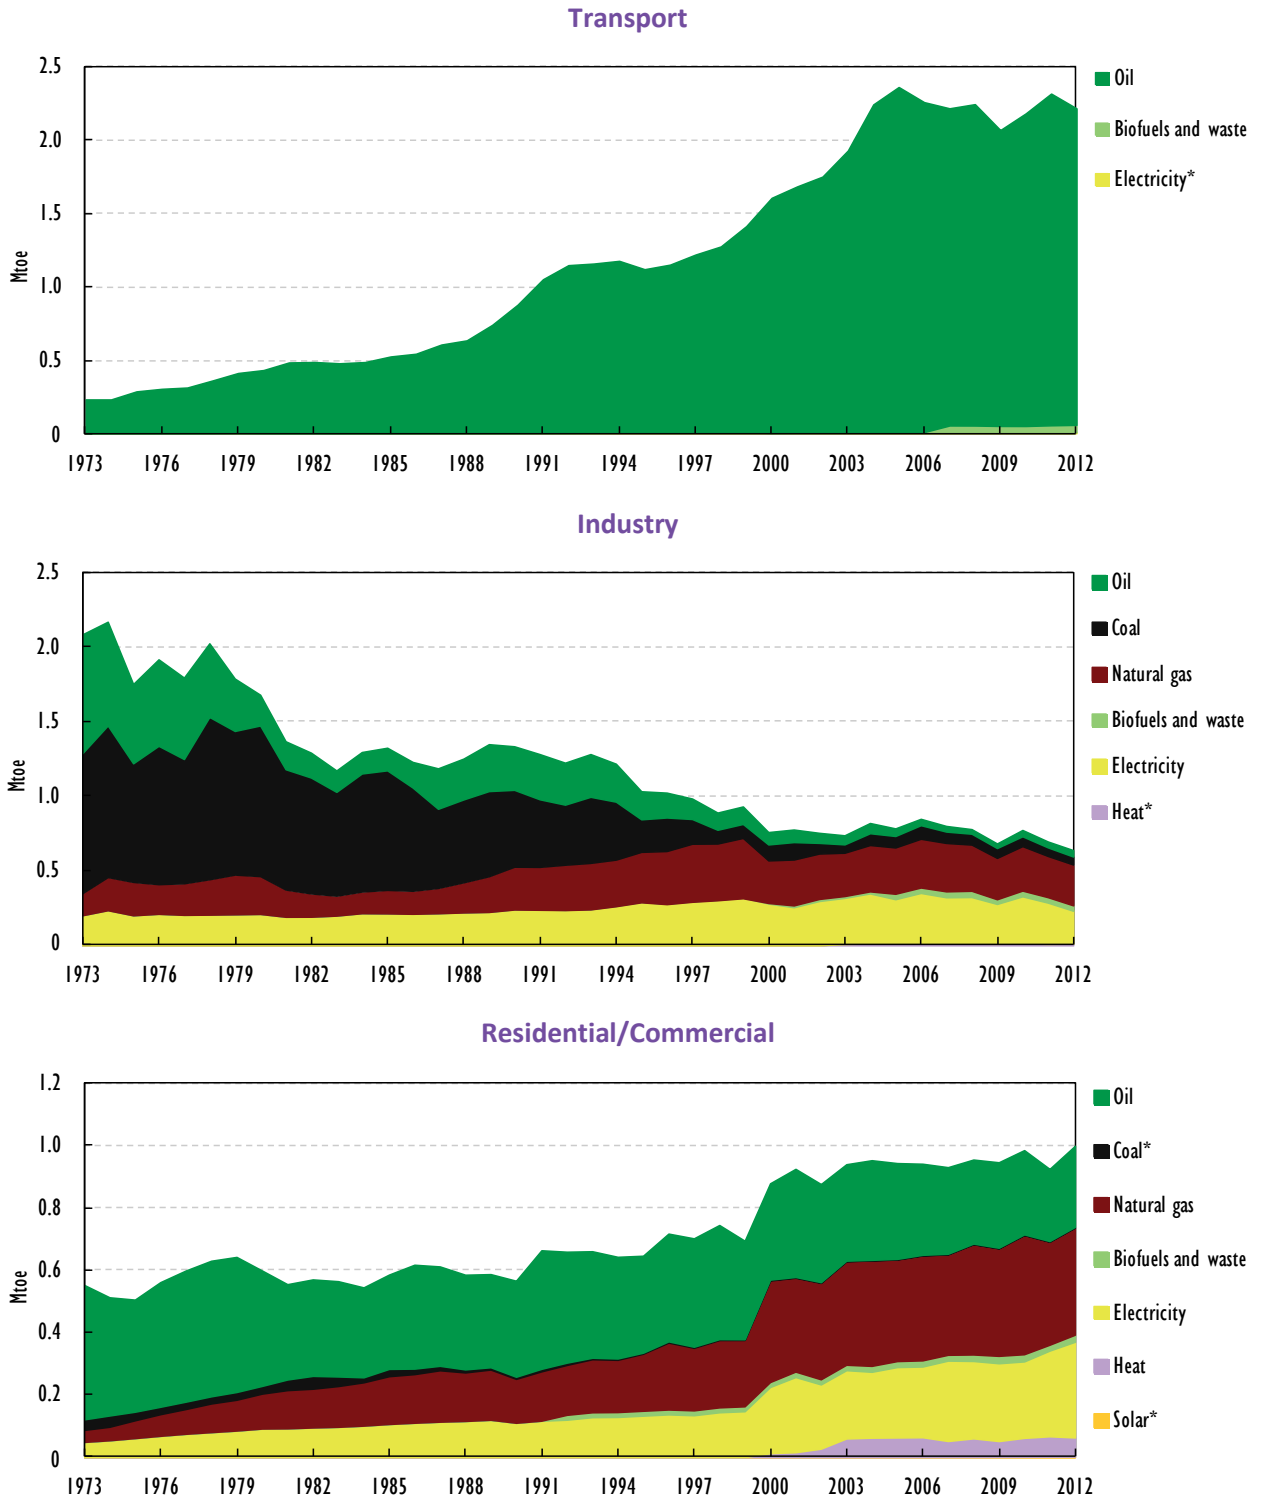 Transport
2.5
2.0
1.5
1.0
0.5
0
Mtoe
1973 1976 1979 1982 1985 1988 1991 1994 1997 2000 2003 2006 2009 2012
Oil
Biofuels and waste
Electricity*
Industry
2.5
2.0
1.5
1.0
0.5
0
Mtoe
1973 1976 1979 1982 1985 1988 1991 1994 1997 2000 2003 2006 2009 2012
Oil
Coal
Natural gas
Biofuels and waste
Electricity
Heat*
Residential/Commercial
1.2
1.0
0.8
0.6
0.4
0.2
0
Mtoe
1973 1976 1979 1982 1985 1988 1991 1994 1997 2000 2003 2006 2009 2012
Oil
Coal*
Natural gas
Biofuels and waste
Electricity
Heat
Solar*